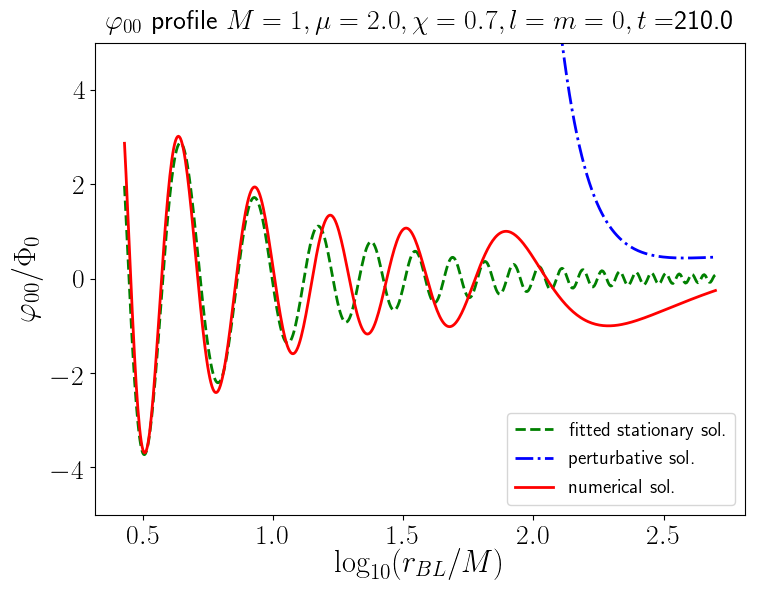 φ₀₀ profile M = 1, μ = 2.0, χ = 0.7, l = m = 0, t =210.0
φ₀₀/Φ₀
4
2
0
−2
−4
fitted stationary sol.
perturbative sol.
numerical sol.
0.5 1.0 1.5 2.0 2.5
log₁₀(r_BL/M)